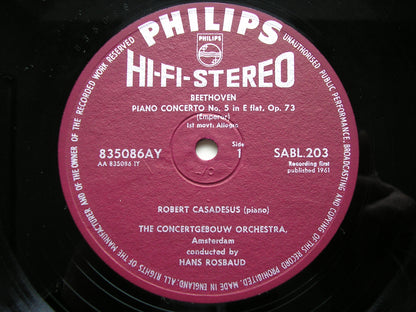 PHILIPS
PHILIPS
HI-FI-STEREO
BEETHOVEN
PIANO CONCERTO No. 5 in E flat, Op. 73
(Emperor)
1st movt: Allegro
835086AY
AA 835086 1Y
Side
1
SABL.203
Recording first
published 1961
ROBERT CASADESUS (piano)
THE CONCERTGEBOUW ORCHESTRA,
Amsterdam
conducted by
HANS ROSBAUD
MADE IN ENGLAND. ALL RIGHTS OF THE MANUFACTURER AND OF THE OWNER OF THE RECORDED WORK RESERVED
UNAUTHORISED PUBLIC PERFORMANCE, BROADCASTING AND COPYING OF THIS RECORD PROHIBITED.